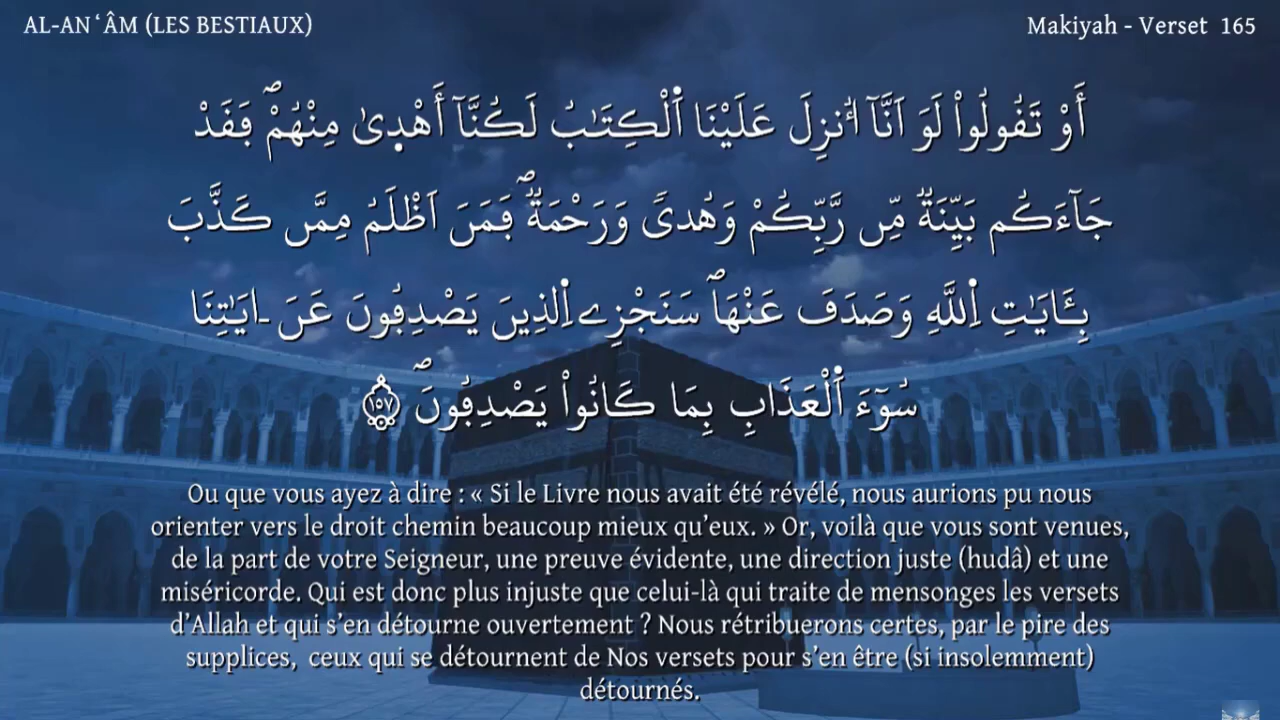 AL-ANʿÂM (LES BESTIAUX)
Makiyah - Verset 165
أَوْ تَقُولُواْ لَوَ اَنَّآ أُنزِلَ عَلَيْنَا اَ۬لْكِتَٰبُ لَكُنَّآ أَهْد۪يٰ مِنْهُمْۖ فَقَدْ
جَآءَكُم بَيِّنَةٞ مِّن رَّبِّكُمْ وَهُديٗ وَرَحْمَةٞۖ فَمَنَ اَظْلَمُ مِمَّن كَذَّبَ
بِـَٔايَٰتِ اِ۬للَّهِ وَصَدَفَ عَنْهَاۖ سَنَجْزِے اِ۬لذِينَ يَصْدِفُونَ عَنَ ـايَٰتِنَا
سُوٓءَ اَ۬لْعَذَابِ بِمَا كَانُواْ يَصْدِفُونَۖ ١٥٧
Ou que vous ayez à dire : « Si le Livre nous avait été révélé, nous aurions pu nous
orienter vers le droit chemin beaucoup mieux qu’eux. » Or, voilà que vous sont venues,
de la part de votre Seigneur, une preuve évidente, une direction juste (hudâ) et une
miséricorde. Qui est donc plus injuste que celui-là qui traite de mensonges les versets
d’Allah et qui s’en détourne ouvertement ? Nous rétribuerons certes, par le pire des
supplices, ceux qui se détournent de Nos versets pour s’en être (si insolemment)
détournés.